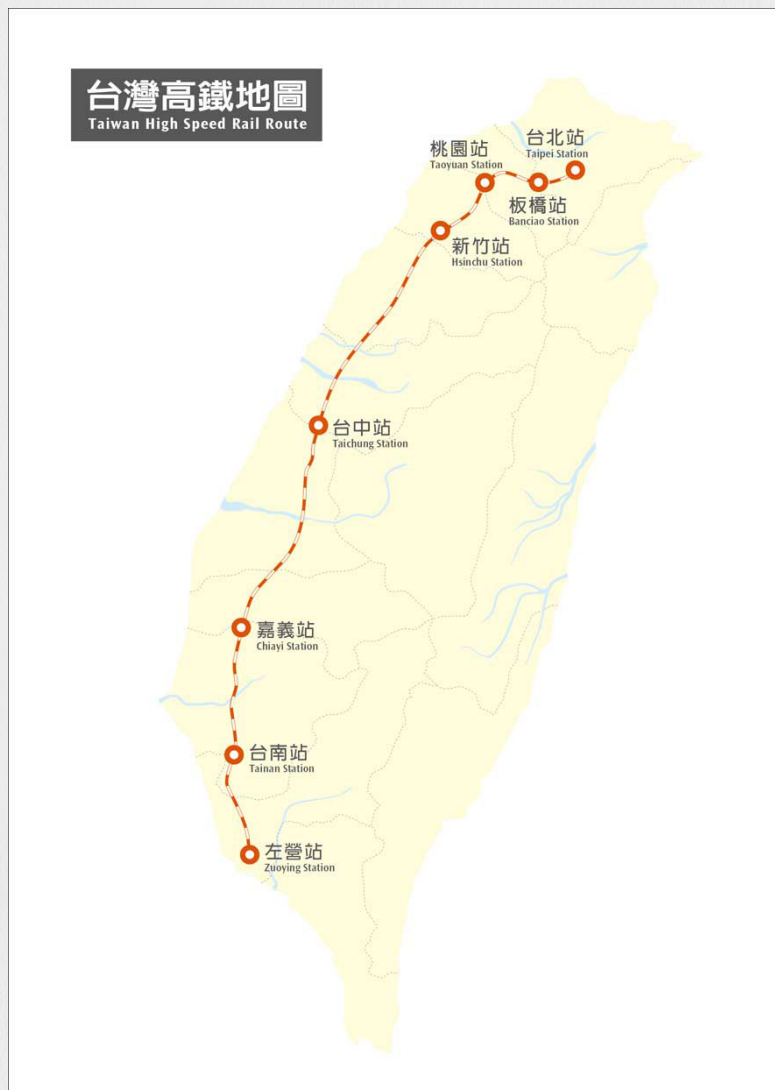 台灣高鐵地圖
Taiwan High Speed Rail Route
台北站
Taipei Station
桃園站
Taoyuan Station
板橋站
Banciao Station
新竹站
Hsinchu Station
台中站
Taichung Station
嘉義站
Chiayi Station
台南站
Tainan Station
左營站
Zuoying Station